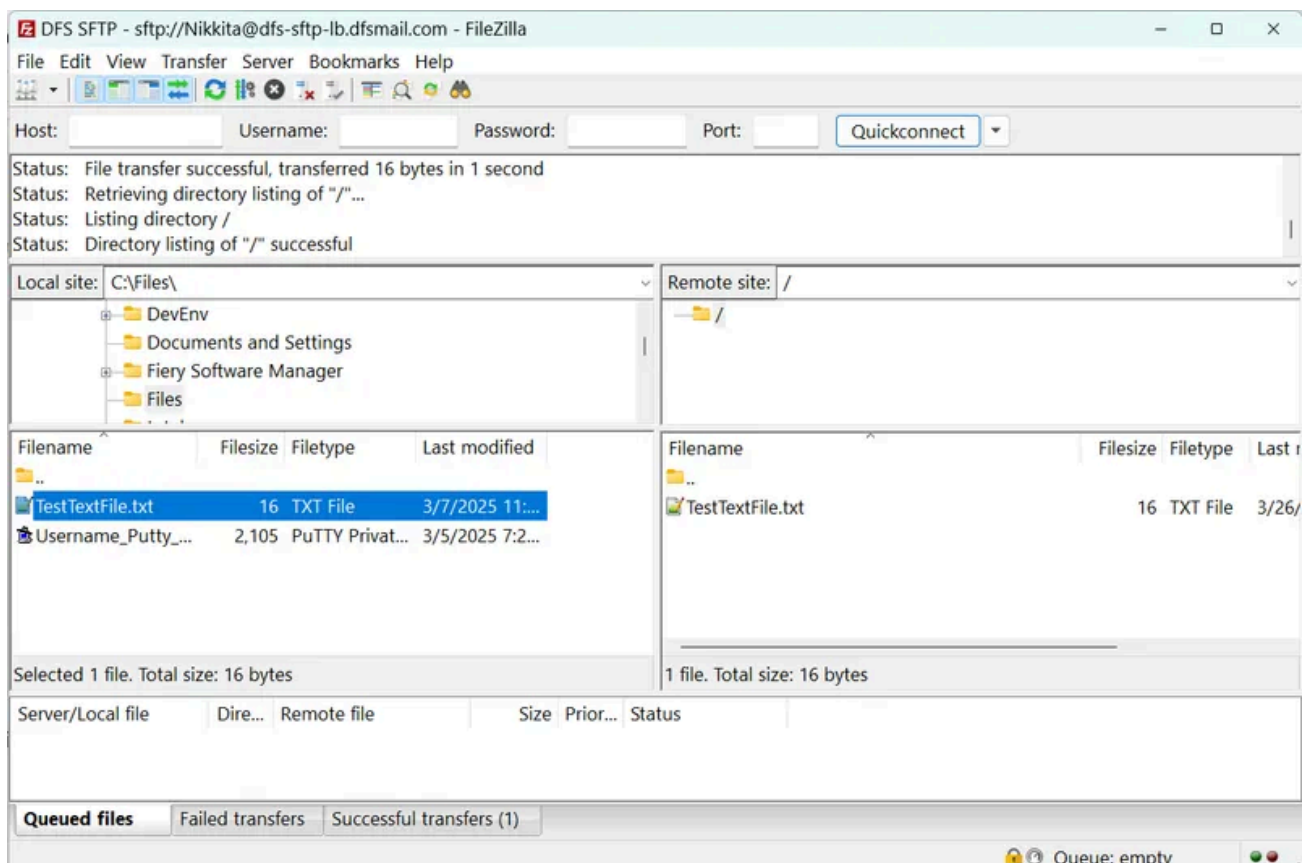 DFS SFTP - sftp://Nikkita@dfs-sftp-lb.dfsmail.com - FileZilla
File Edit View Transfer Server Bookmarks Help
Host: Username: Password: Port: Quickconnect
Status: File transfer successful, transferred 16 bytes in 1 second
Status: Retrieving directory listing of "/"...
Status: Listing directory /
Status: Directory listing of "/" successful
Local site: C:\Files\
DevEnv
Documents and Settings
Fiery Software Manager
Files
Remote site: /
/
Filename Filesize Filetype Last modified
..
TestTextFile.txt 16 TXT File 3/7/2025 11:...
Username_Putty_... 2,105 PuTTY Privat... 3/5/2025 7:2...
Selected 1 file. Total size: 16 bytes
Filename Filesize Filetype Last
..
TestTextFile.txt 16 TXT File 3/26/
1 file. Total size: 16 bytes
Server/Local file Dire... Remote file Size Prior... Status
Queued files Failed transfers Successful transfers (1)
Queue: empty